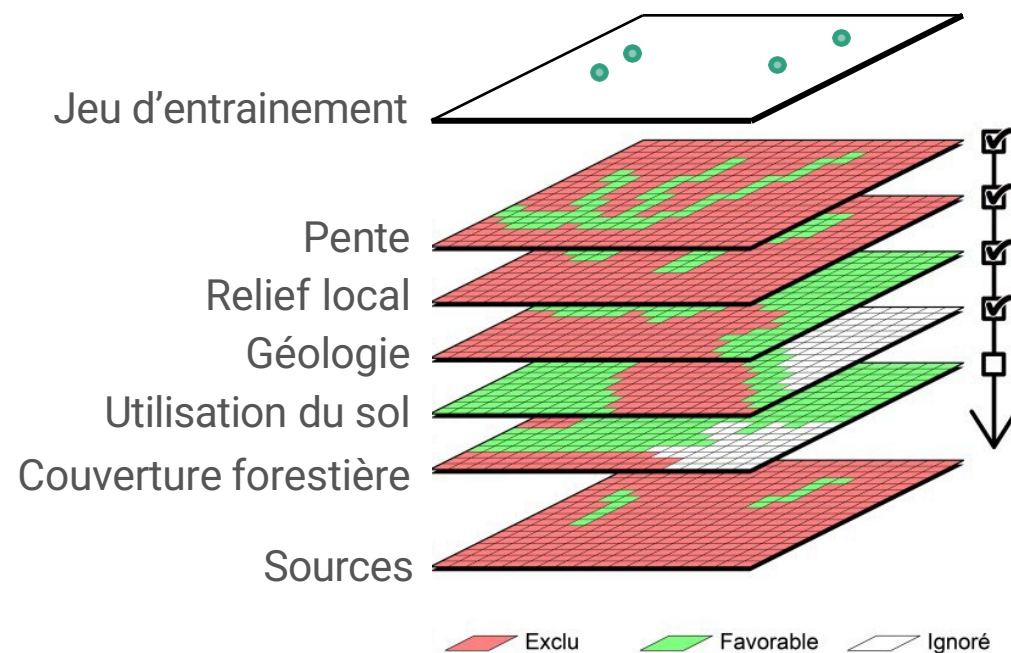 Jeu d’entrainement
Pente
Relief local
Géologie
Utilisation du sol
Couverture forestière
Sources
Exclu
Favorable
Ignoré